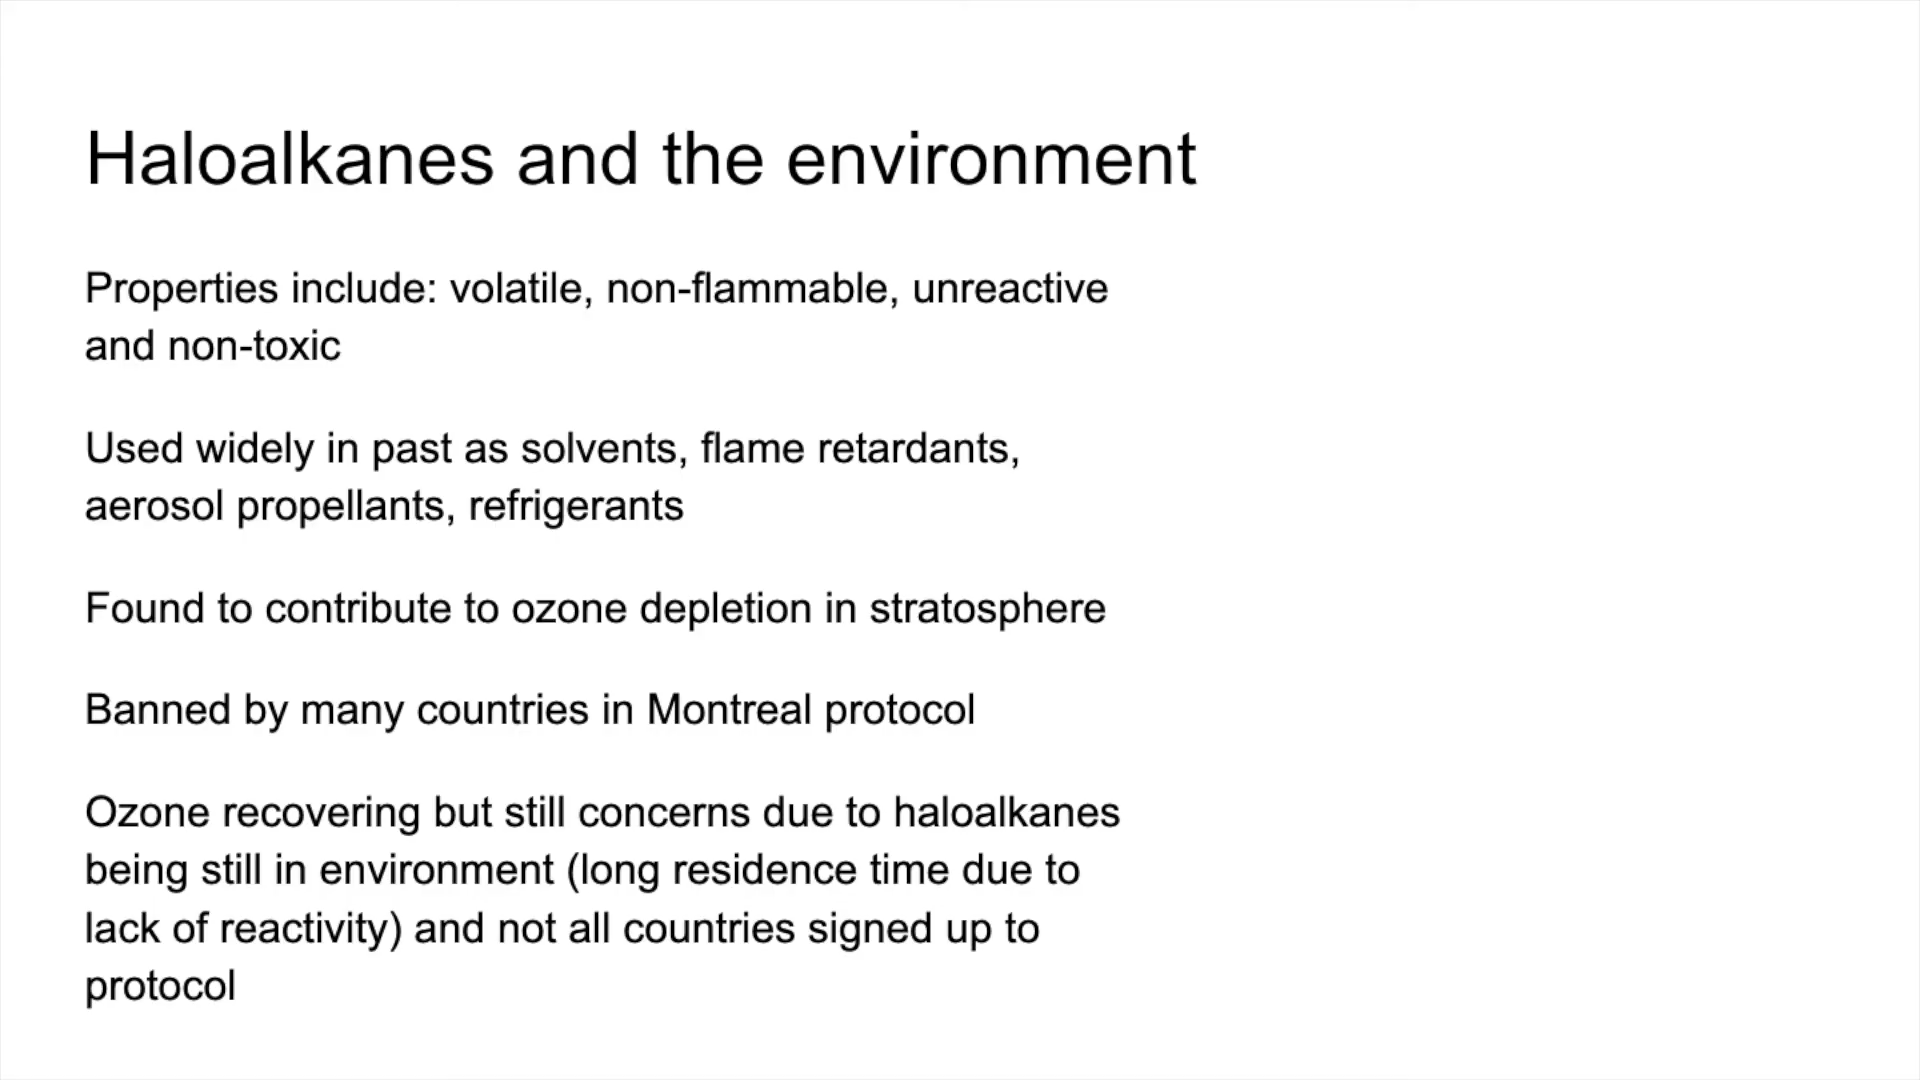 Haloalkanes and the environment
Properties include: volatile, non-flammable, unreactive
and non-toxic
Used widely in past as solvents, flame retardants,
aerosol propellants, refrigerants
Found to contribute to ozone depletion in stratosphere
Banned by many countries in Montreal protocol
Ozone recovering but still concerns due to haloalkanes
being still in environment (long residence time due to
lack of reactivity) and not all countries signed up to
protocol